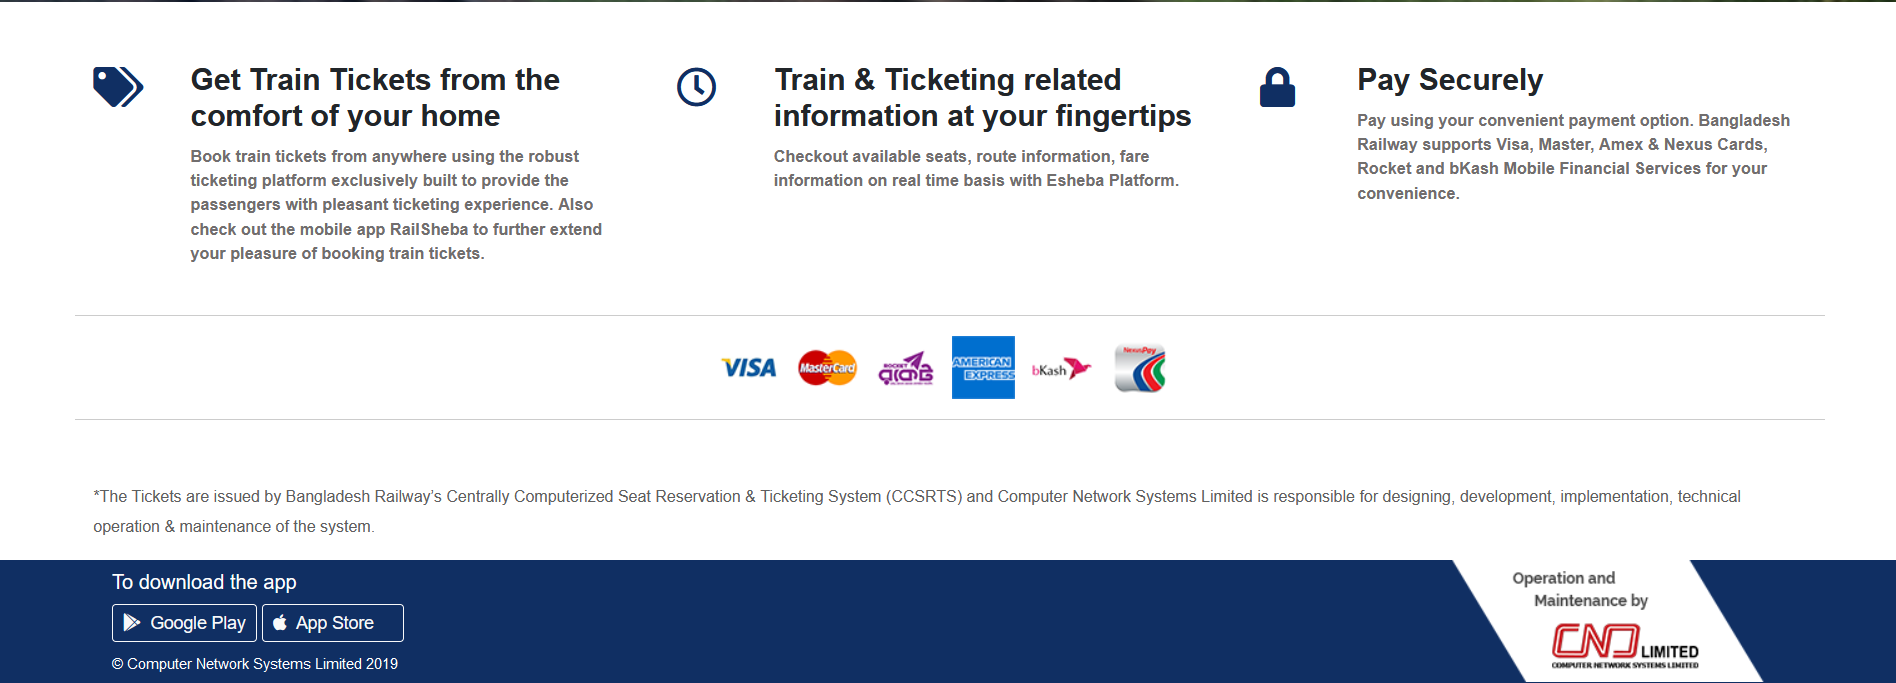 Get Train Tickets from the
comfort of your home
Book train tickets from anywhere using the robust
ticketing platform exclusively built to provide the
passengers with pleasant ticketing experience. Also
check out the mobile app RailSheba to further extend
your pleasure of booking train tickets.
Train & Ticketing related
information at your fingertips
Checkout available seats, route information, fare
information on real time basis with Esheba Platform.
Pay Securely
Pay using your convenient payment option. Bangladesh
Railway supports Visa, Master, Amex & Nexus Cards,
Rocket and bKash Mobile Financial Services for your
convenience.
VISA
MasterCard
ROCKET
রকেট
AMERICAN
EXPRESS
bKash
NexusPay
*The Tickets are issued by Bangladesh Railway’s Centrally Computerized Seat Reservation & Ticketing System (CCSRTS) and Computer Network Systems Limited is responsible for designing, development, implementation, technical
operation & maintenance of the system.
To download the app
Google Play
App Store
© Computer Network Systems Limited 2019
Operation and
Maintenance by
CNS LIMITED
COMPUTER NETWORK SYSTEMS LIMITED